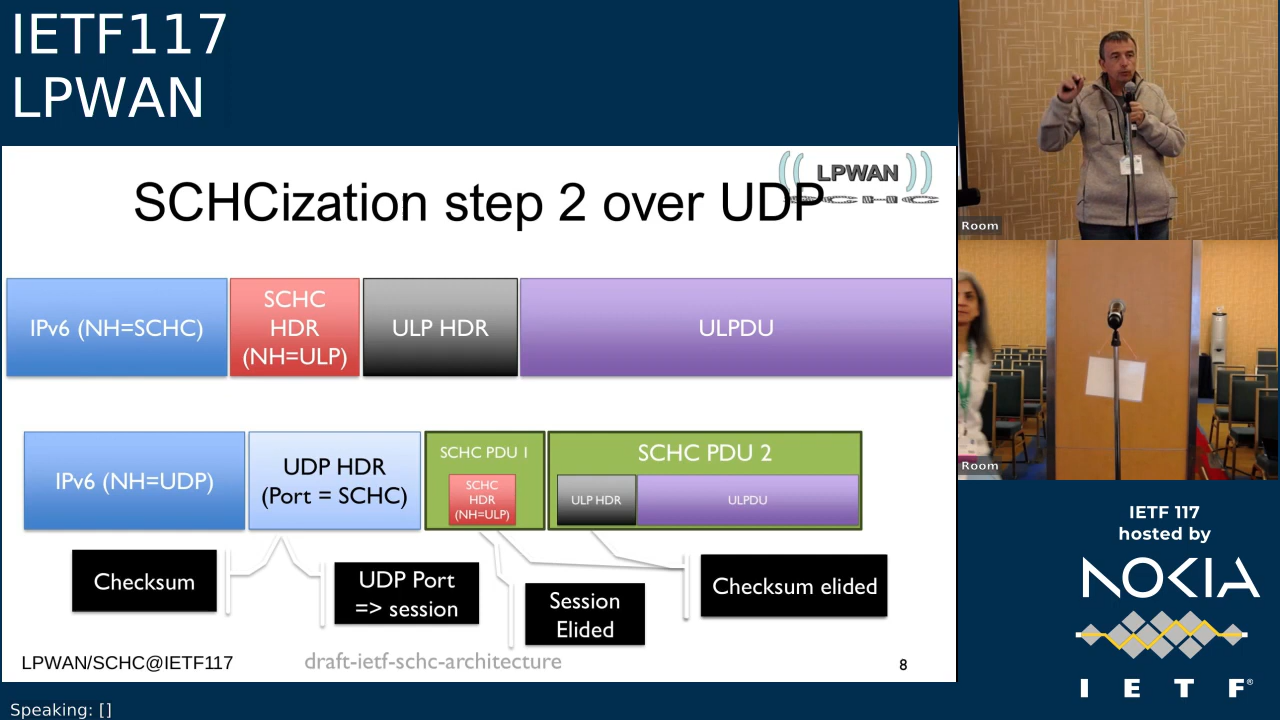 IETF117
LPWAN
LPWAN
SCHC
SCHCization step 2 over UDP
IPv6 (NH=SCHC)
SCHC
HDR
(NH=ULP)
ULP HDR
ULPDU
IPv6 (NH=UDP)
UDP HDR
(Port = SCHC)
SCHC PDU 1
SCHC
HDR
(NH=ULP)
SCHC PDU 2
ULP HDR
ULPDU
Checksum
UDP Port
=> session
Session
Elided
Checksum elided
LPWAN/SCHC@IETF117
draft-ietf-schc-architecture
8
Speaking: []
Room
Room
IETF 117
hosted by
NOKIA
I E T F®